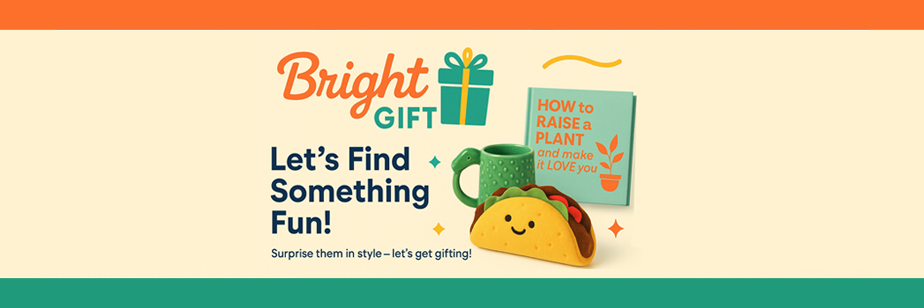 Bright
GIFT
Let's Find
Something
Fun!
Surprise them in style – let's get gifting!
HOW to
RAISE a
PLANT
and make
it LOVE you